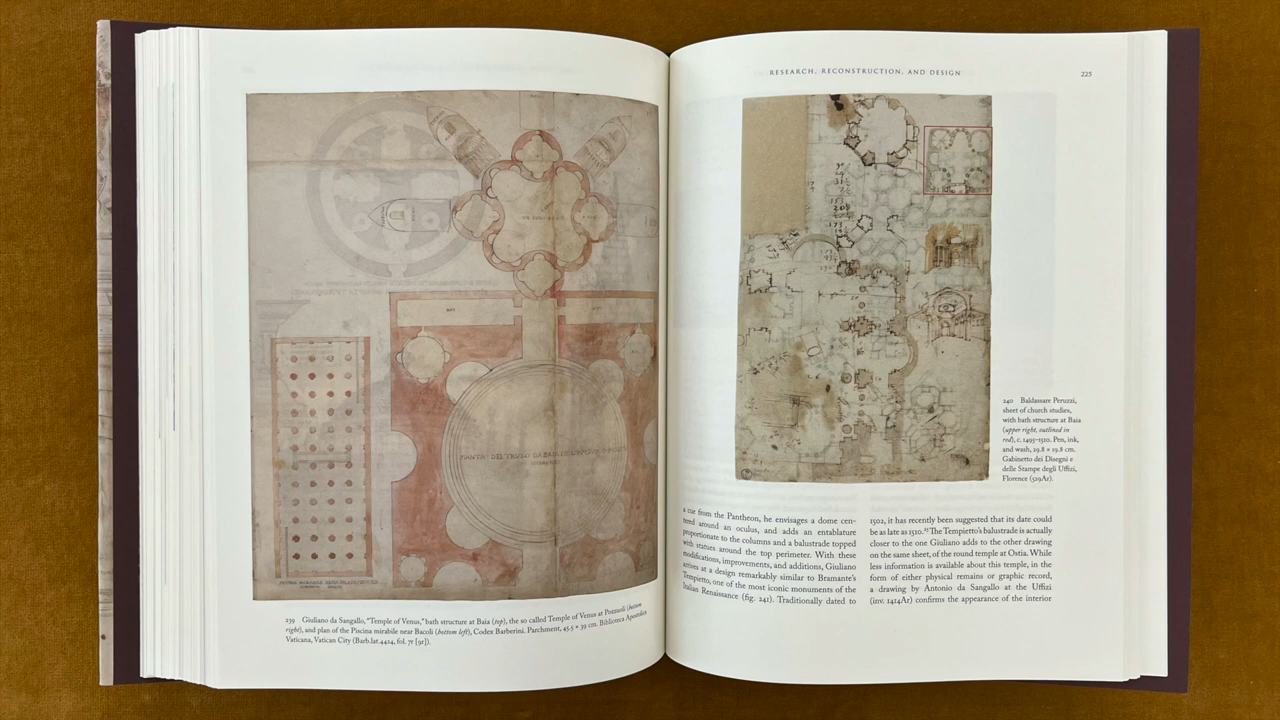 PIANTA DEL TRULO DA BAIA
239 Giuliano da Sangallo, "Temple of Venus," bath structure at Baia (top), the so called Temple of Venus at Pozzuoli (bottom
right), and plan of the Piscina mirabile near Bacoli (bottom left), Codex Barberini. Parchment, 45.5 × 39 cm. Biblioteca Apostolica
Vaticana, Vatican City (Barb.lat.4424, fol. 7r [9r]).
RESEARCH, RECONSTRUCTION, AND DESIGN
225
240 Baldassare Peruzzi,
sheet of church studies,
with bath structure at Baia
(upper right, outlined in
red), c. 1495–1510. Pen, ink,
and wash, 29.8 × 19.8 cm.
Gabinetto dei Disegni e
delle Stampe degli Uffizi,
Florence (529Ar).
a cue from the Pantheon, he envisages a dome cen-
tered around an oculus, and adds an entablature
proportionate to the columns and a balustrade topped
with statues around the top perimeter. With these
modifications, improvements, and additions, Giuliano
arrives at a design remarkably similar to Bramante's
Tempietto, one of the most iconic monuments of the
Italian Renaissance (fig. 241). Traditionally dated to
1502, it has recently been suggested that its date could
be as late as 1510. The Tempietto's balustrade is actually
closer to the one Giuliano adds to the other drawing
on the same sheet, of the round temple at Ostia. While
less information is available about this temple, in the
form of either physical remains or graphic record,
a drawing by Antonio da Sangallo at the Uffizi
(inv. 1414Ar) confirms the appearance of the interior